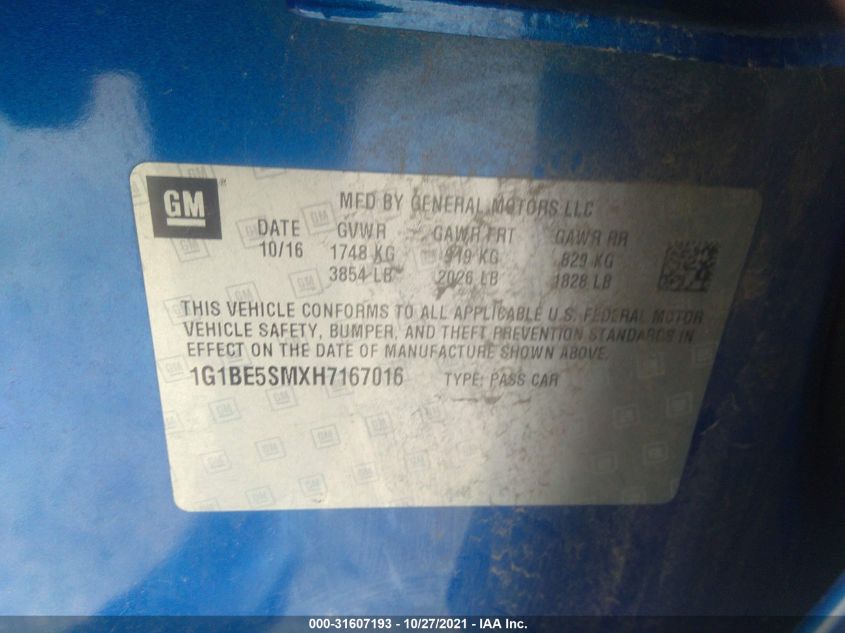 GM
MFD BY GENERAL MOTORS LLC
DATE GVWR GAWR FRT GAWR RR
10/16 1748 KG 919 KG 829 KG
3854 LB 2026 LB 1828 LB
THIS VEHICLE CONFORMS TO ALL APPLICABLE U.S. FEDERAL MOTOR
VEHICLE SAFETY, BUMPER, AND THEFT PREVENTION STANDARDS IN
EFFECT ON THE DATE OF MANUFACTURE SHOWN ABOVE.
1G1BE5SMXH7167016 TYPE: PASS CAR
000-31607193 - 10/27/2021 - IAA Inc.